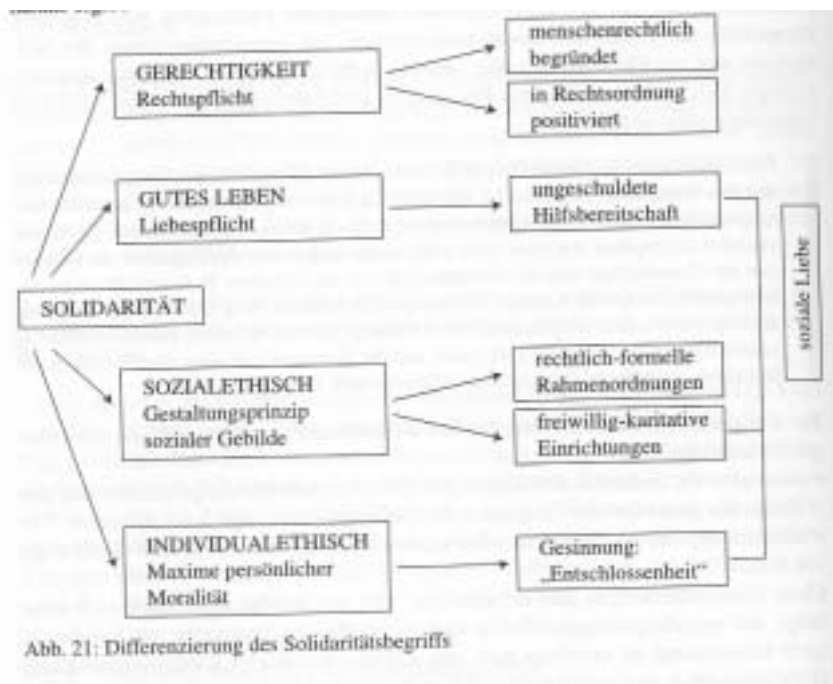 GERECHTIGKEIT
Rechtspflicht
menschenrechtlich
begründet
in Rechtsordnung
positiviert
GUTES LEBEN
Liebespflicht
ungeschuldete
Hilfsbereitschaft
soziale Liebe
SOLIDARITÄT
SOZIALETHISCH
Gestaltungsprinzip
sozialer Gebilde
rechtlich-formelle
Rahmenordnungen
freiwillig-karitative
Einrichtungen
INDIVIDUALETHISCH
Maxime persönlicher
Moralität
Gesinnung:
„Entschlossenheit“
Abb. 21: Differenzierung des Solidaritätsbegriffs